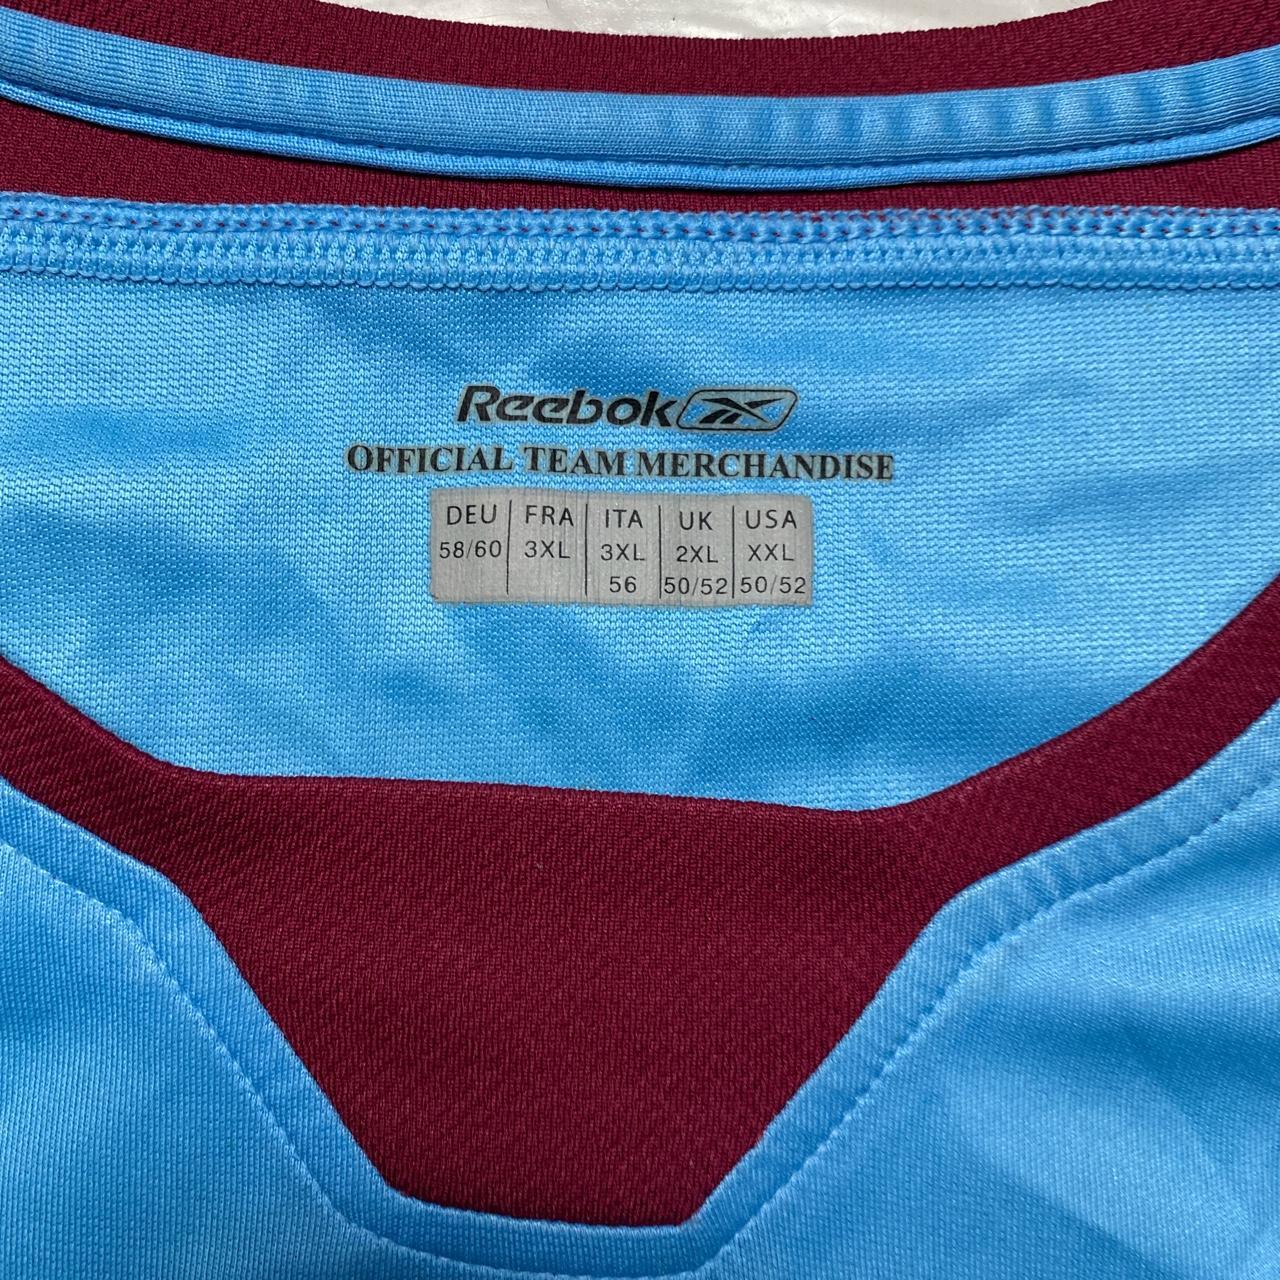 Reebok
OFFICIAL TEAM MERCHANDISE
DEU FRA ITA UK USA
58/60 3XL 3XL 2XL XXL
56 50/52 50/52